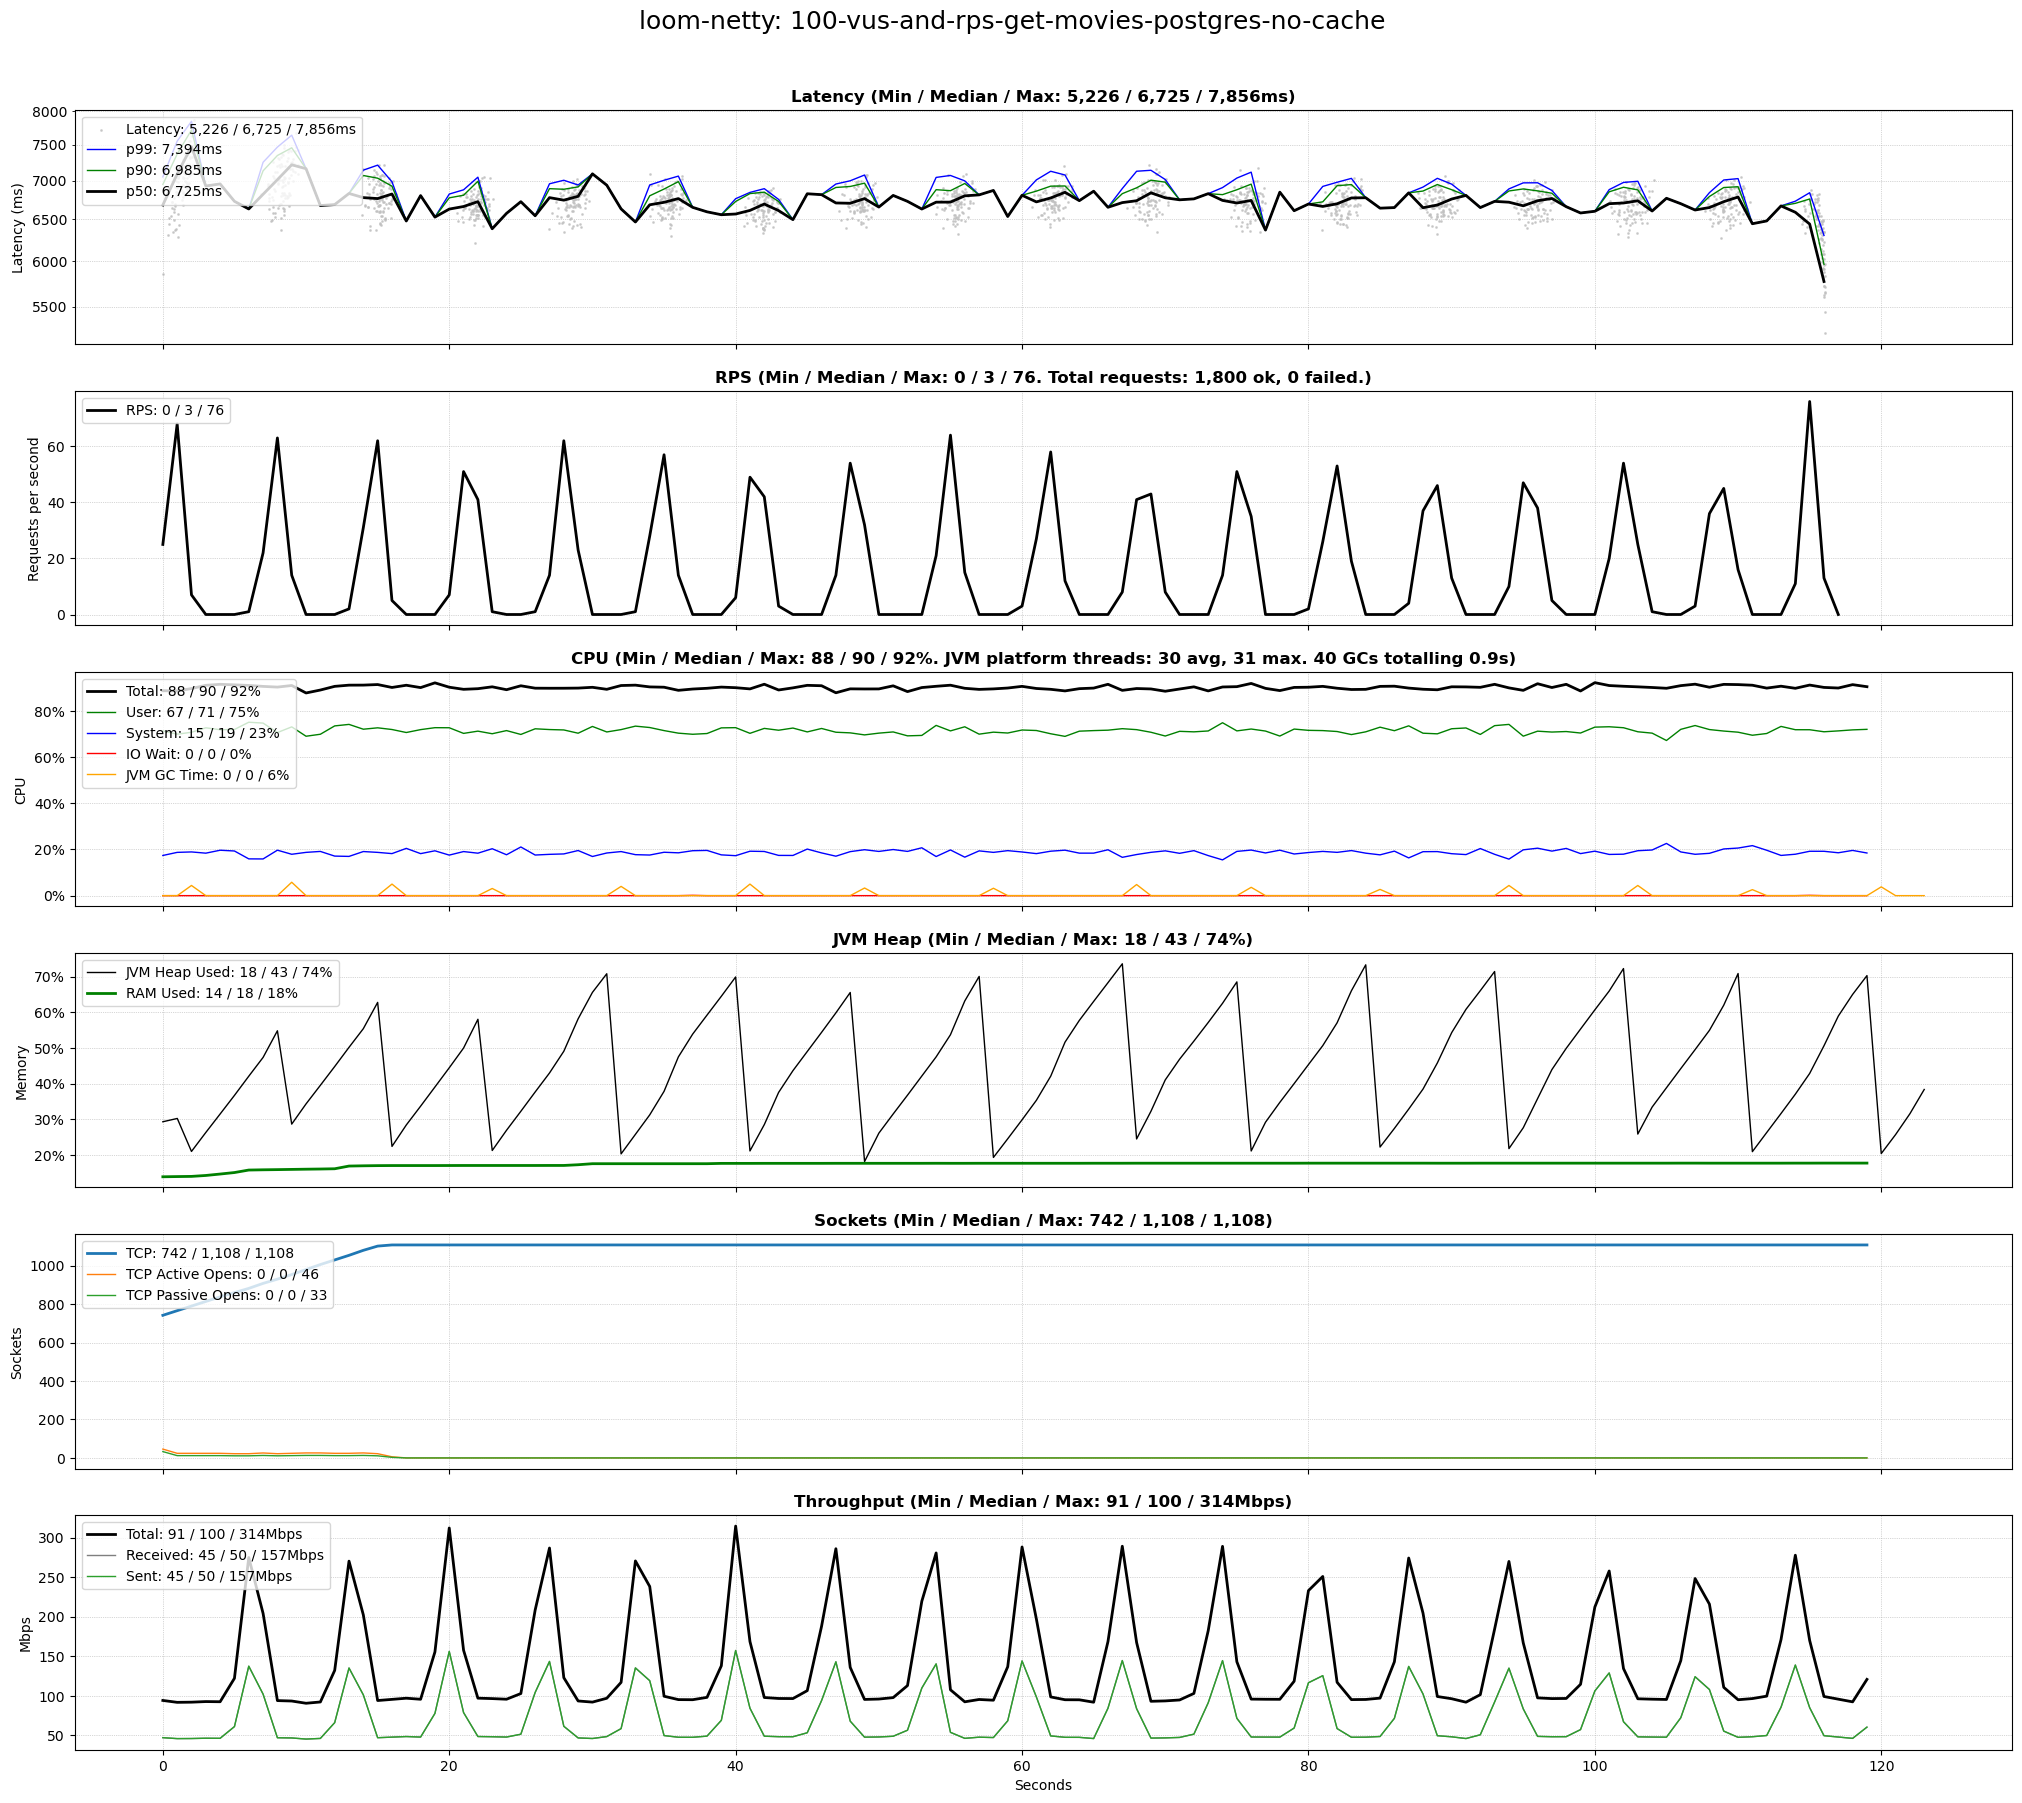 loom-netty: 100-vus-and-rps-get-movies-postgres-no-cache
Latency (Min / Median / Max: 5,226 / 6,725 / 7,856ms)
Latency (ms)
8000
7500
7000
6500
6000
5500
Latency: 5,226 / 6,725 / 7,856ms
p99: 7,394ms
p90: 6,985ms
p50: 6,725ms
RPS (Min / Median / Max: 0 / 3 / 76. Total requests: 1,800 ok, 0 failed.)
Requests per second
60
40
20
0
RPS: 0 / 3 / 76
CPU (Min / Median / Max: 88 / 90 / 92%. JVM platform threads: 30 avg, 31 max. 40 GCs totalling 0.9s)
CPU
80%
60%
40%
20%
0%
Total: 88 / 90 / 92%
User: 67 / 71 / 75%
System: 15 / 19 / 23%
IO Wait: 0 / 0 / 0%
JVM GC Time: 0 / 0 / 6%
JVM Heap (Min / Median / Max: 18 / 43 / 74%)
Memory
70%
60%
50%
40%
30%
20%
JVM Heap Used: 18 / 43 / 74%
RAM Used: 14 / 18 / 18%
Sockets (Min / Median / Max: 742 / 1,108 / 1,108)
Sockets
1000
800
600
400
200
0
TCP: 742 / 1,108 / 1,108
TCP Active Opens: 0 / 0 / 46
TCP Passive Opens: 0 / 0 / 33
Throughput (Min / Median / Max: 91 / 100 / 314Mbps)
Mbps
300
250
200
150
100
50
Total: 91 / 100 / 314Mbps
Received: 45 / 50 / 157Mbps
Sent: 45 / 50 / 157Mbps
0 20 40 60 80 100 120
Seconds